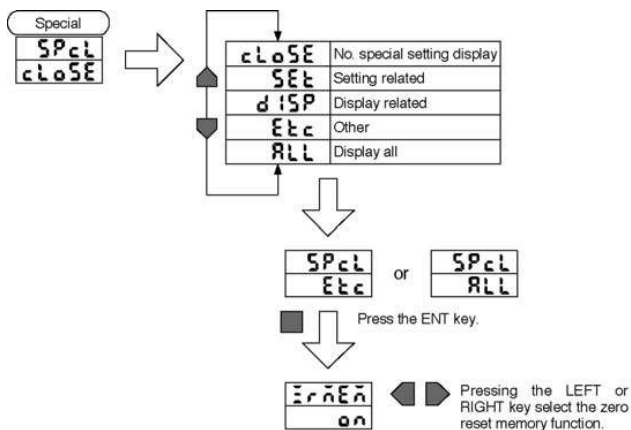 Special
SPcL
cLoSE
cLoSE No. special setting display
SEt Setting related
dISP Display related
Etc Other
ALL Display all
SPcL
Etc
or
SPcL
ALL
Press the ENT key.
on
Pressing the LEFT or
RIGHT key select the zero
reset memory function.